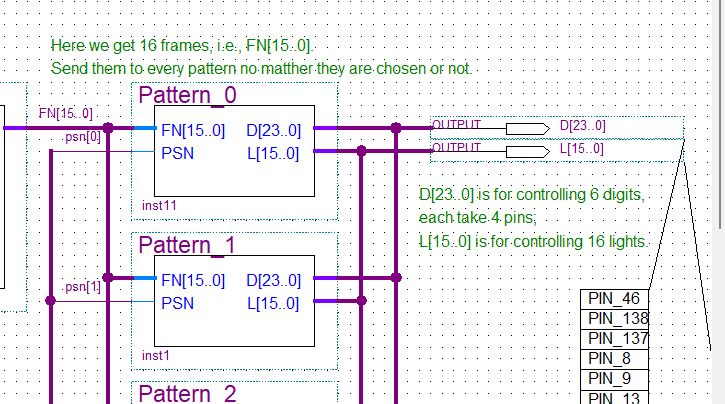 Here we get 16 frames, i.e., FN[15..0].
Send them to every pattern no matther they are chosen or not.
Pattern_0
FN[15..0]
psn[0]
FN[15..0] D[23..0]
PSN L[15..0]
inst11
OUTPUT D[23..0]
OUTPUT L[15..0]
D[23..0] is for controlling 6 digits,
each take 4 pins;
L[15..0] is for controlling 16 lights.
Pattern_1
psn[1]
FN[15..0] D[23..0]
PSN L[15..0]
inst1
Pattern_2
PIN_46
PIN_138
PIN_137
PIN_8
PIN_9
PIN_13